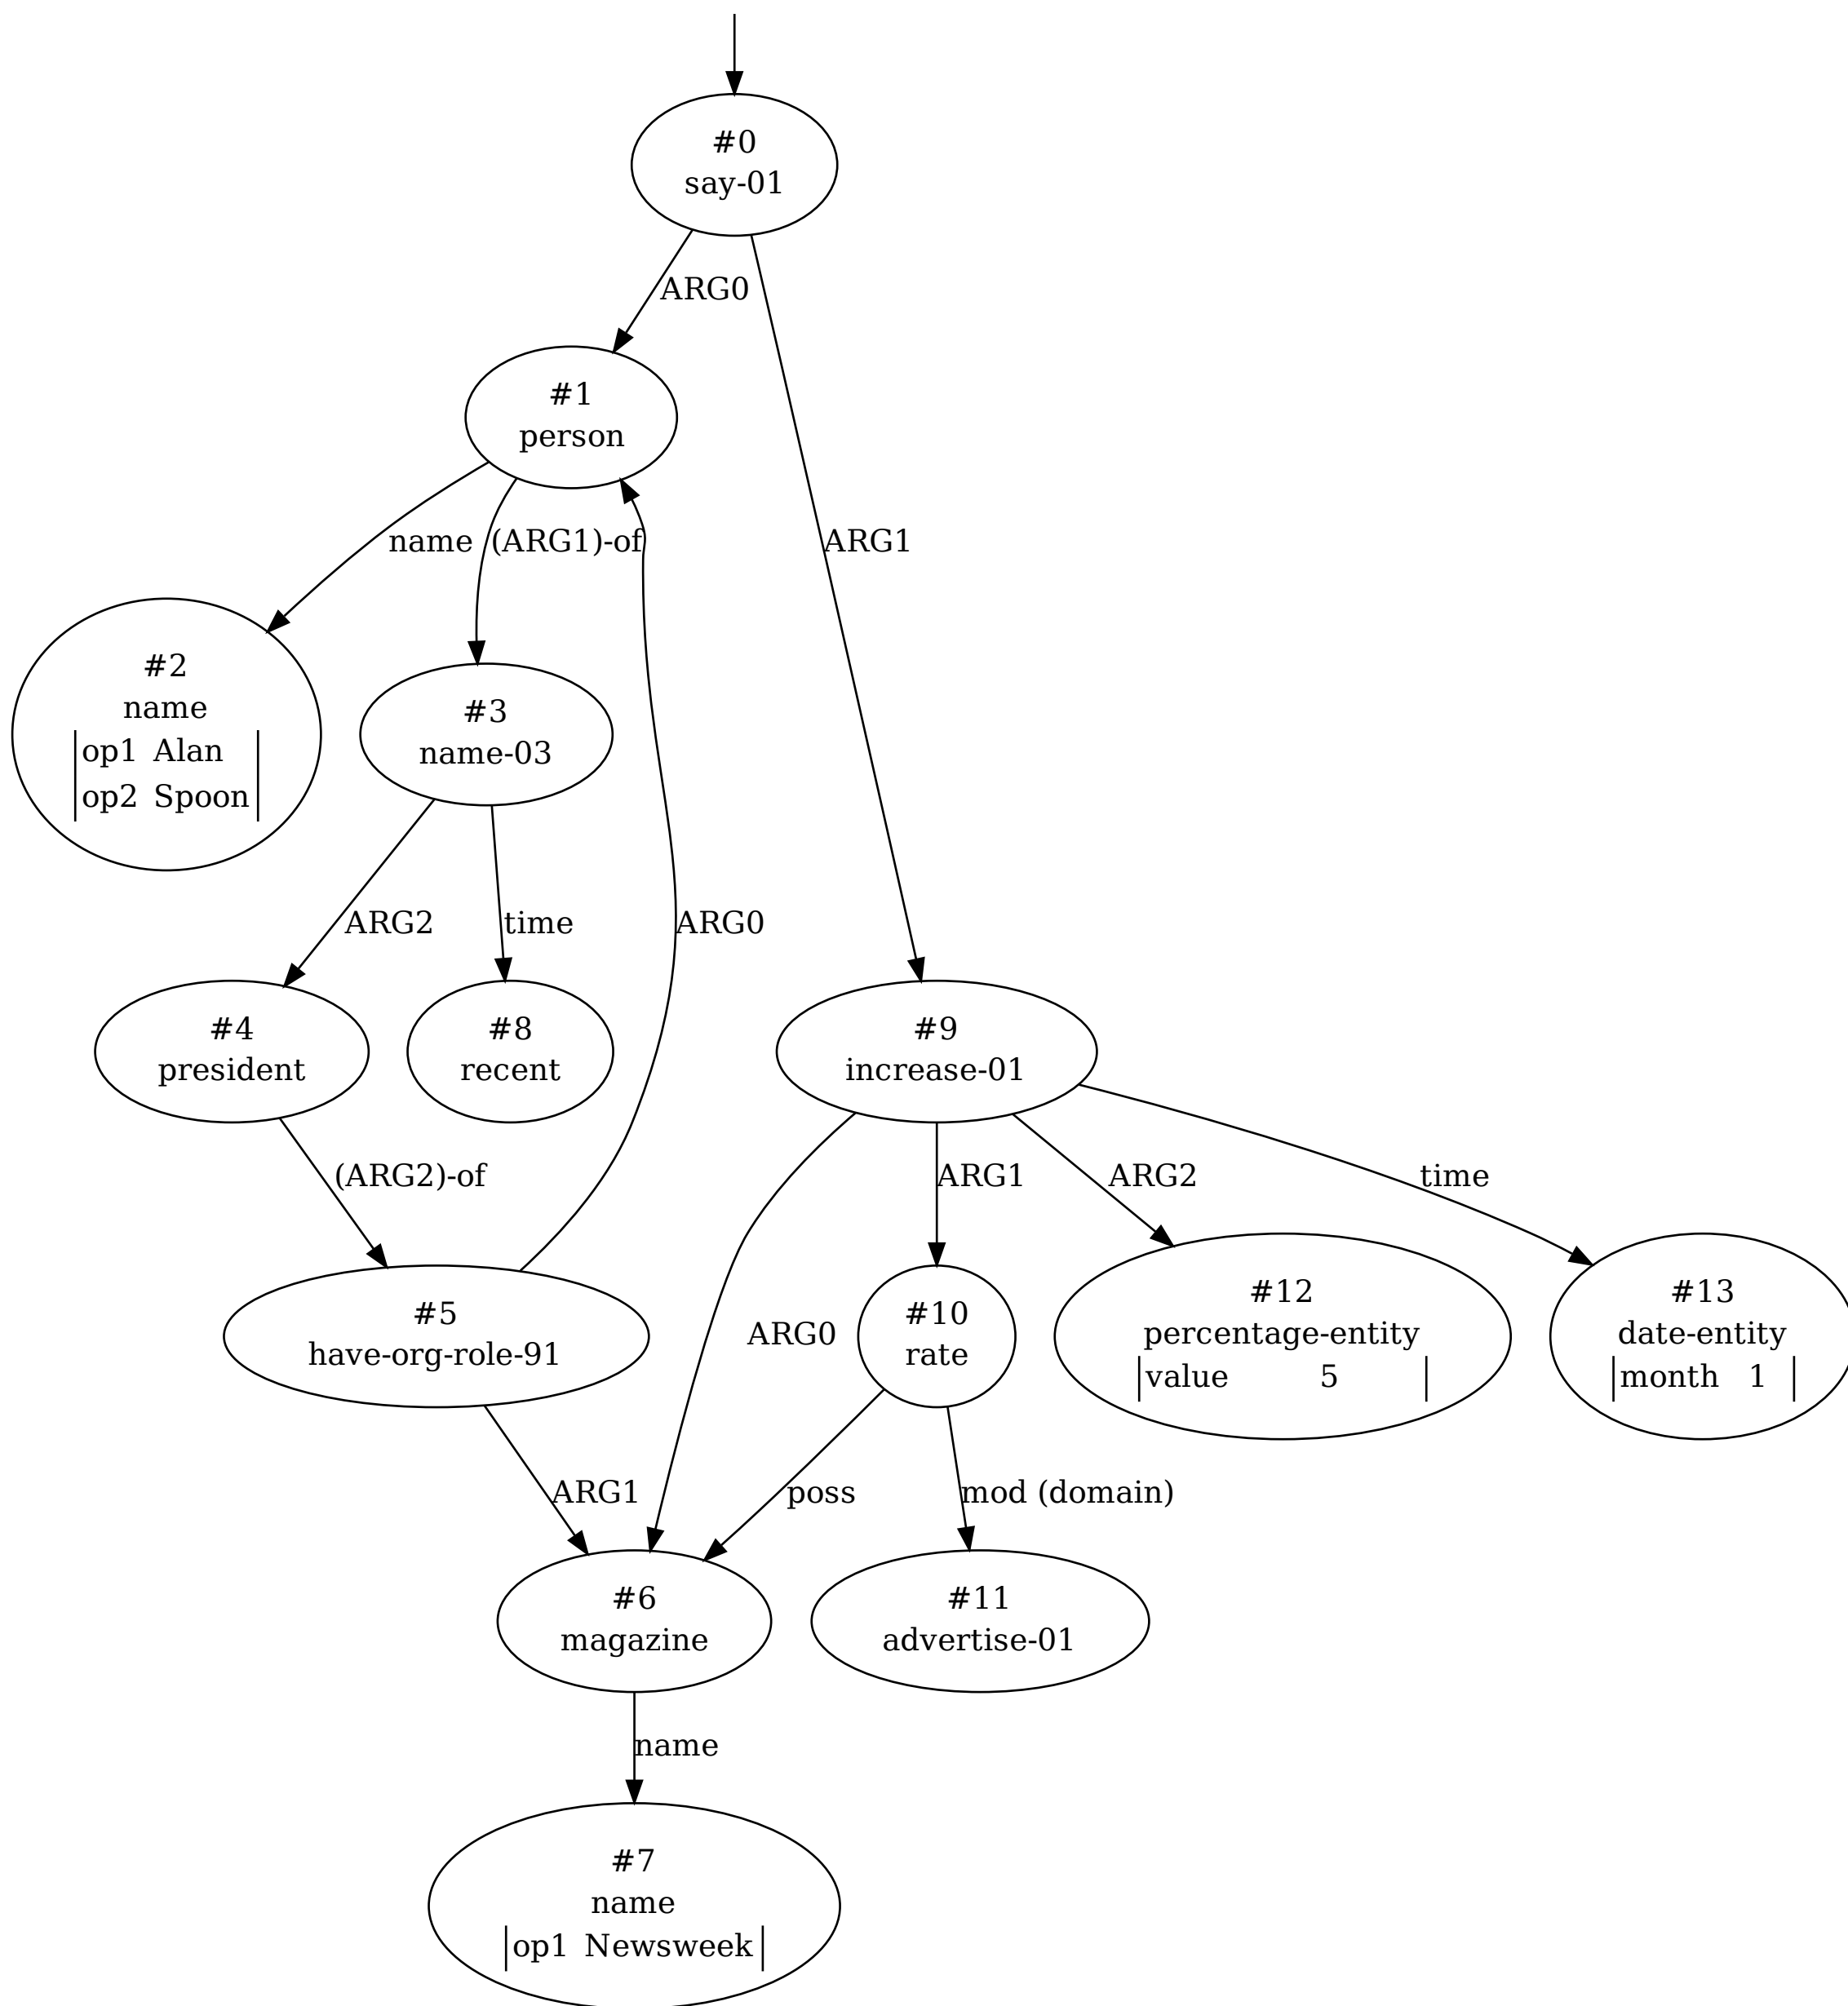 #0
say-01
ARG0
#1
person
name
(ARG1)-of
ARG1
#2
name
op1 Alan
op2 Spoon
#3
name-03
ARG2
time
ARG0
#4
president
#8
recent
#9
increase-01
(ARG2)-of
ARG1
ARG2
time
#5
have-org-role-91
ARG0
#10
rate
#12
percentage-entity
value 5
#13
date-entity
month 1
ARG1
poss
mod (domain)
#6
magazine
#11
advertise-01
name
#7
name
op1 Newsweek